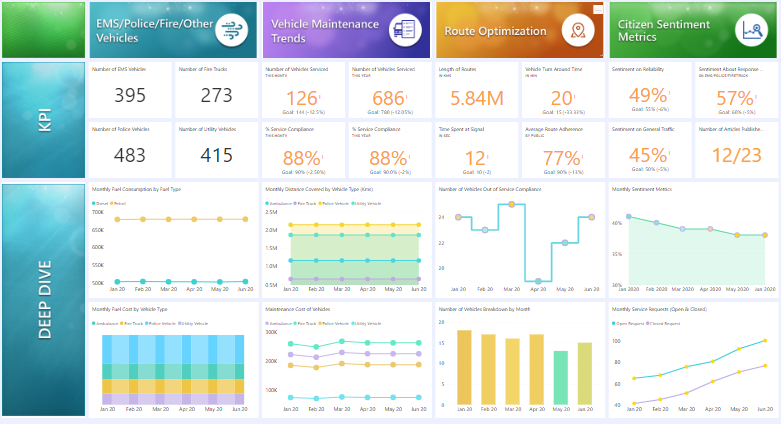 EMS/Police/Fire/Other
Vehicles
Vehicle Maintenance
Trends
Route Optimization
Citizen Sentiment
Metrics
KPI
Number of EMS Vehicles
395
Number of Fire Trucks
273
Number of Vehicles Serviced
THIS MONTH
126!
Goal: 144 (-12.5%)
Number of Vehicles Serviced
THIS YEAR
686!
Goal: 780 (-12.05%)
Length of Routes
IN KMS
5.84M
Vehicle Turn Around Time
IN MIN
20!
Goal: 15 (-33.33%)
Sentiment on Reliability
49%!
Goal: 55% (-6%)
Sentiment About Response ...
57%!
Goal: 60% (-5%)
Number of Police Vehicles
483
Number of Utility Vehicles
415
% Service Compliance
THIS MONTH
88%!
Goal: 90% (-2.50%)
% Service Compliance
THIS YEAR
88%!
Goal: 90.0% (-2%)
Time Spent at Signal
IN SEC
12!
Goal: 10 (-2)
Average Route Adherence
BY PUBLIC
77%!
Goal: 90% (-13%)
Sentiment on General Traffic
45%!
Goal: 50% (-5%)
Number of Articles Publishe...
12/23
DEEP DIVE
Monthly Fuel Consumption by Fuel Type
Diesel Petrol
700K
650K
600K
550K
500K
Jan 20 Feb 20 Mar 20 Apr 20 May 20 Jun 20
Monthly Distance Covered by Vehicle Type (Kms)
Ambulance Fire Truck Police Vehicle Utility Vehicle
2.5M
2.0M
1.5M
1.0M
0.5M
Jan 20 Feb 20 Mar 20 Apr 20 May 20 Jun 20
Number of Vehicles Out of Service Compliance
24
22
20
Jan 20 Feb 20 Mar 20 Apr 20 May 20 Jun 20
Monthly Sentiment Metrics
40%
35%
30%
Jan 2020 Feb 2020 Mar 2020 Apr 2020 May 2020 Jun 2020
Monthly Fuel Cost by Vehicle Type
Ambulance Fire Truck Police Vehicle Utility Vehicle
Jan 20 Feb 20 Mar 20 Apr 20 May 20 Jun 20
Maintenance Cost of Vehicles
Ambulance Fire Truck Police Vehicle Utility Vehicle
300K
200K
100K
Jan 20 Feb 20 Mar 20 Apr 20 May 20 Jun 20
Number of Vehicles Breakdown by Month
20
15
10
5
0
Jan 20 Feb 20 Mar 20 Apr 20 May 20 Jun 20
Monthly Service Requests (Open & Closed)
Open Request Closed Request
100
80
60
40
Jan 20 Feb 20 Mar 20 Apr 20 May 20 Jun 20